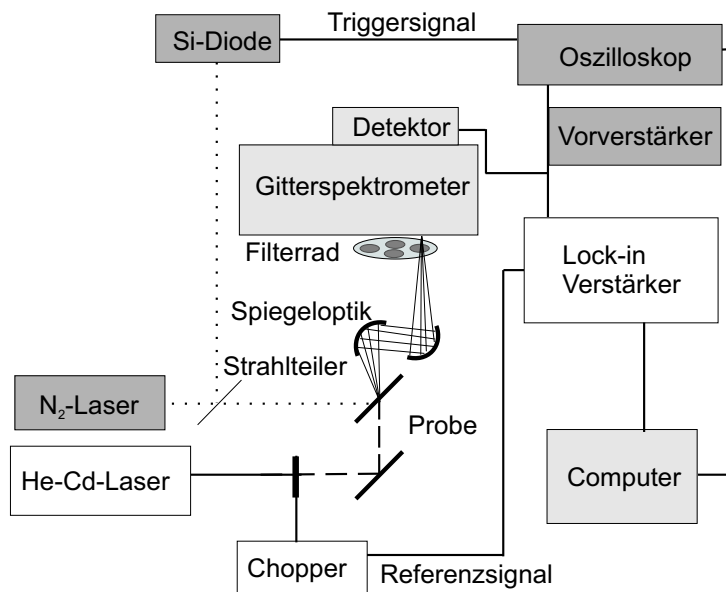 Si-Diode
Triggersignal
Oszilloskop
Detektor
Vorverstärker
Gitterspektrometer
Filterrad
Lock-in
Verstärker
Spiegeloptik
Strahlteiler
N₂-Laser
Probe
He-Cd-Laser
Computer
Chopper
Referenzsignal